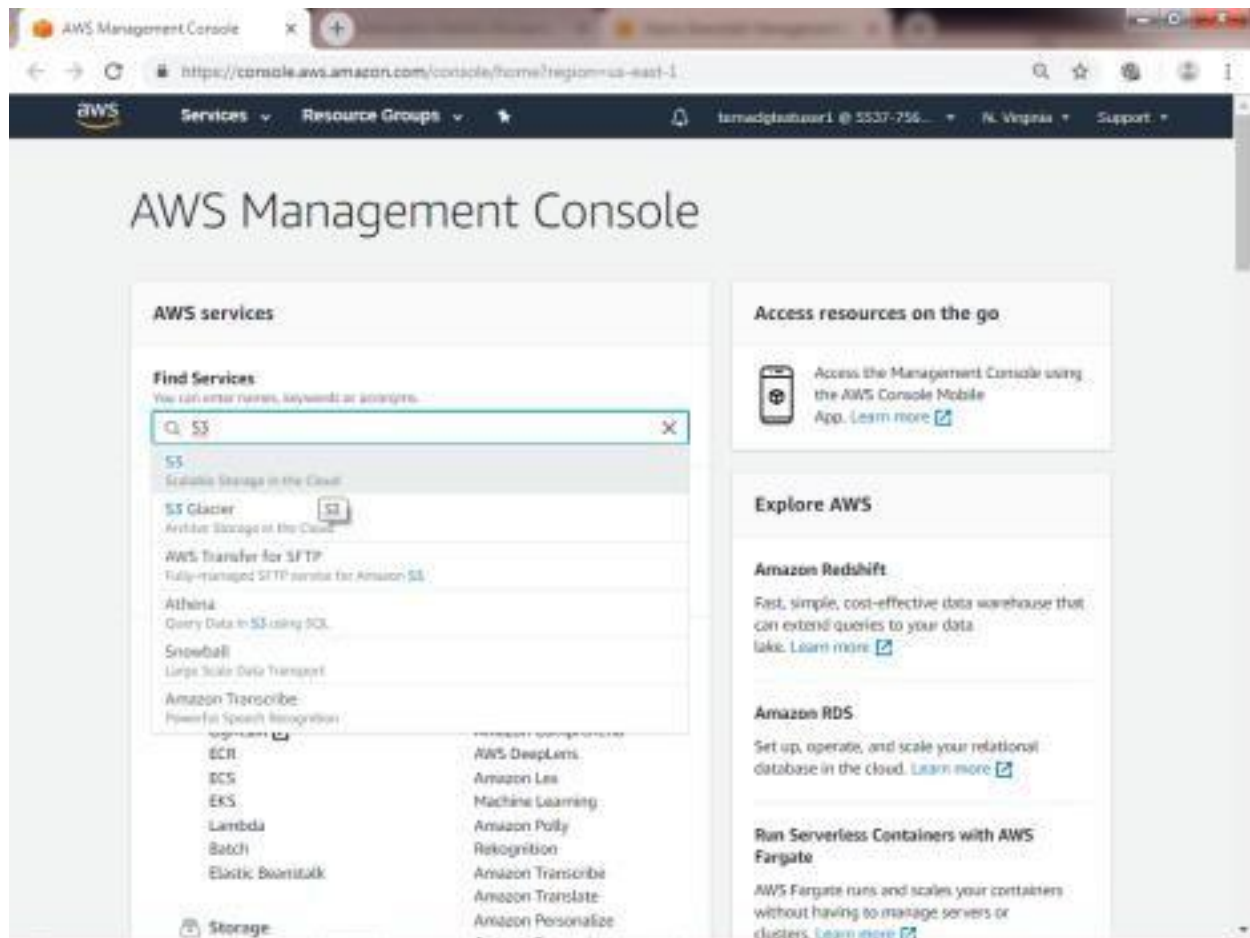 AWS Management Console
https://console.aws.amazon.com/console/home?region=us-east-1
aws
Services
Resource Groups
N. Virginia
Support
AWS Management Console
AWS services
Find Services
You can enter names, keywords or acronyms.
S3
S3
Scalable Storage in the Cloud
S3 Glacier
Archive Storage in the Cloud
S3
AWS Transfer for SFTP
Fully-managed SFTP service for Amazon S3
Athena
Query Data in S3 using SQL
Snowball
Large Scale Data Transport
Amazon Transcribe
Powerful Speech Recognition
ECR
ECS
EKS
Lambda
Batch
Elastic Beanstalk
Storage
Amazon Comprehend
AWS DeepLens
Amazon Lex
Machine Learning
Amazon Polly
Rekognition
Amazon Transcribe
Amazon Translate
Amazon Personalize
Access resources on the go
Access the Management Console using
the AWS Console Mobile
App. Learn more
Explore AWS
Amazon Redshift
Fast, simple, cost-effective data warehouse that
can extend queries to your data
lake. Learn more
Amazon RDS
Set up, operate, and scale your relational
database in the cloud. Learn more
Run Serverless Containers with AWS
Fargate
AWS Fargate runs and scales your containers
without having to manage servers or
clusters. Learn more